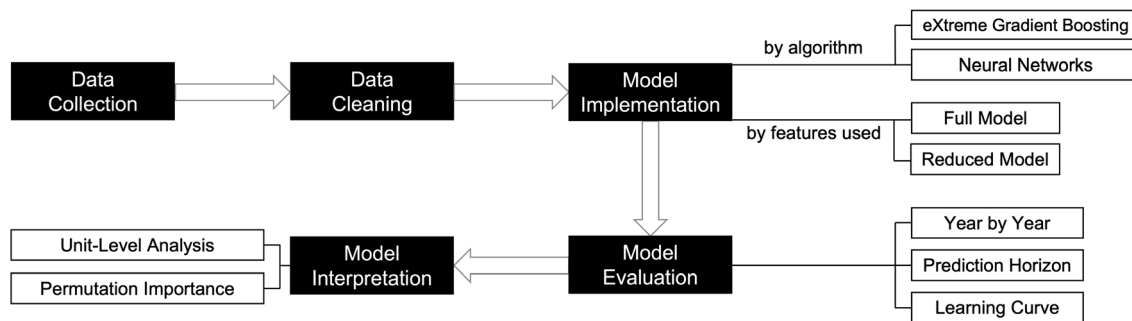 Data
Collection
Data
Cleaning
Model
Implementation
by algorithm
eXtreme Gradient Boosting
Neural Networks
by features used
Full Model
Reduced Model
Unit-Level Analysis
Permutation Importance
Model
Interpretation
Model
Evaluation
Year by Year
Prediction Horizon
Learning Curve